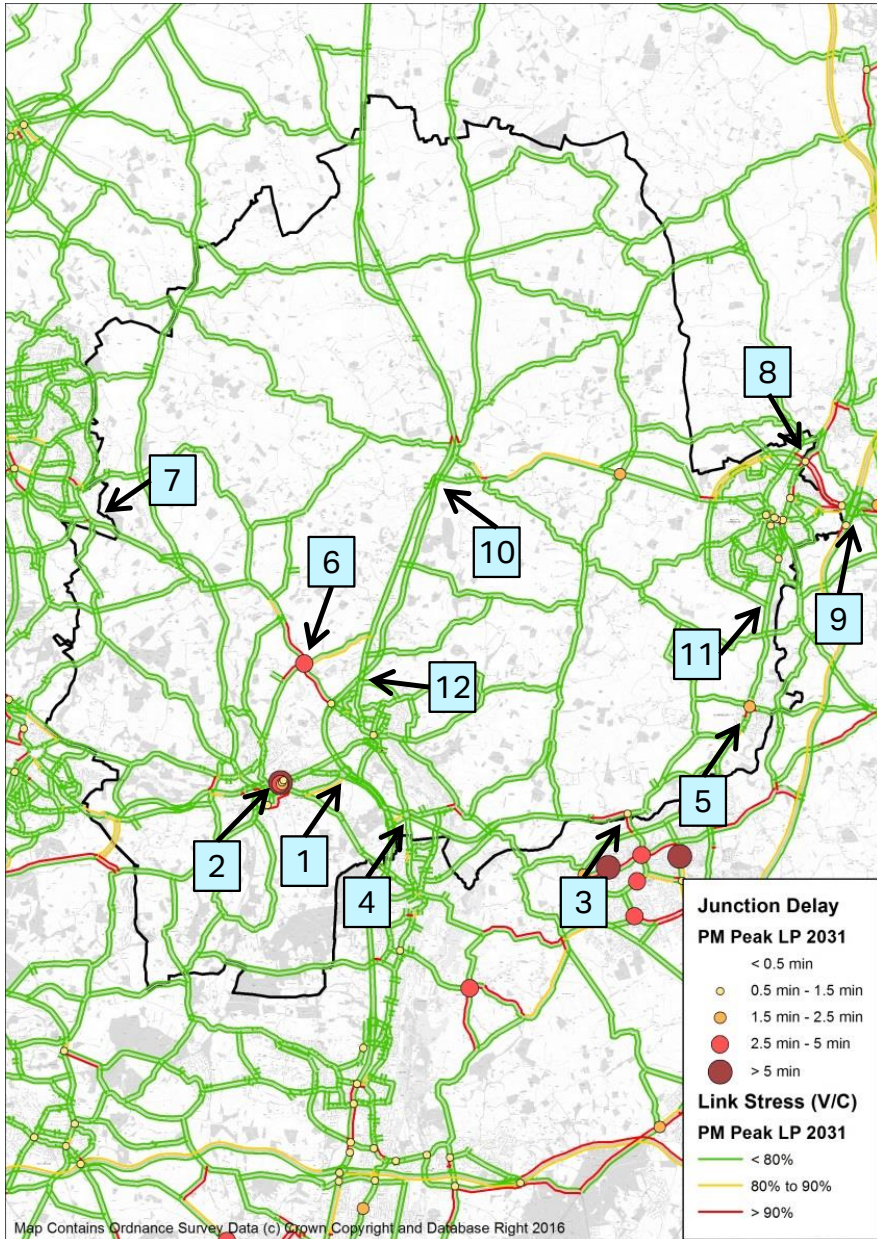 8
7
10
6
9
11
12
5
2
1
4
3
Junction Delay
PM Peak LP 2031
< 0.5 min
0.5 min - 1.5 min
1.5 min - 2.5 min
2.5 min - 5 min
> 5 min
Link Stress (V/C)
PM Peak LP 2031
< 80%
80% to 90%
> 90%
Map Contains Ordnance Survey Data (c) Crown Copyright and Database Right 2016